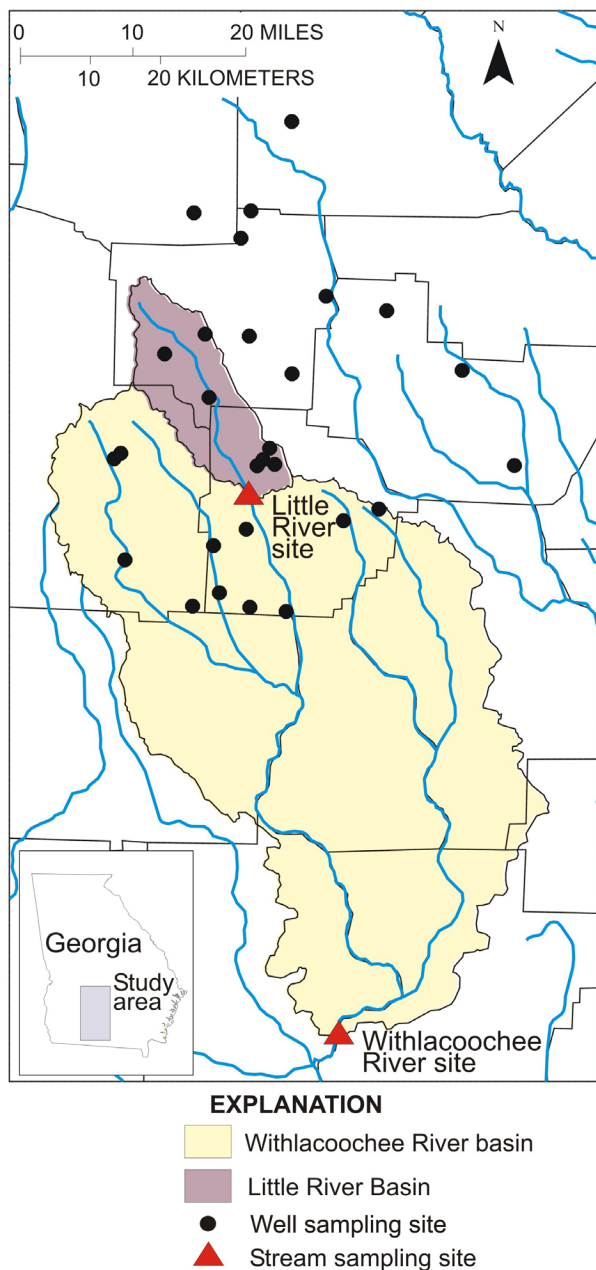 0 10 20 MILES
10 20 KILOMETERS
N
Little
River
site
Georgia
Study
area
Withlacoochee
River site
EXPLANATION
Withlacoochee River basin
Little River Basin
Well sampling site
Stream sampling site